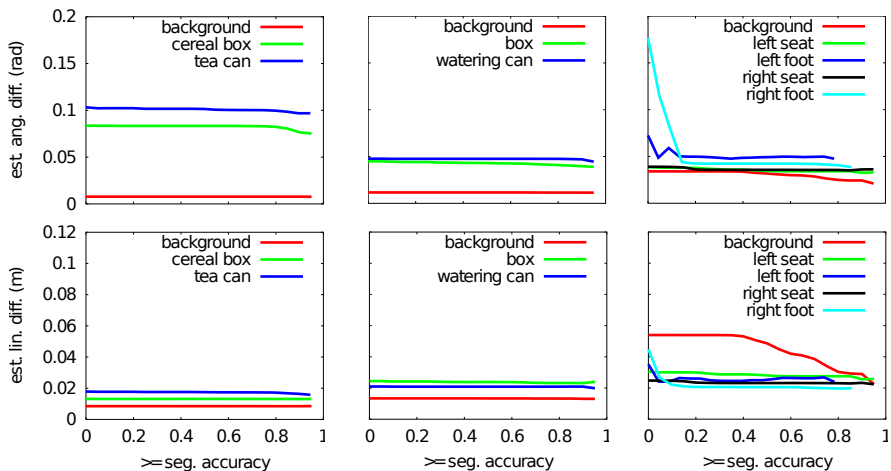 est. ang. diff. (rad)
0.2
0.15
0.1
0.05
0
background
cereal box
tea can
background
box
watering can
background
left seat
left foot
right seat
right foot
est. lin. diff. (m)
0.12
0.1
0.08
0.06
0.04
0.02
0
background
cereal box
tea can
background
box
watering can
background
left seat
left foot
right seat
right foot
0 0.2 0.4 0.6 0.8 1
0 0.2 0.4 0.6 0.8 1
0 0.2 0.4 0.6 0.8 1
>= seg. accuracy
>= seg. accuracy
>= seg. accuracy